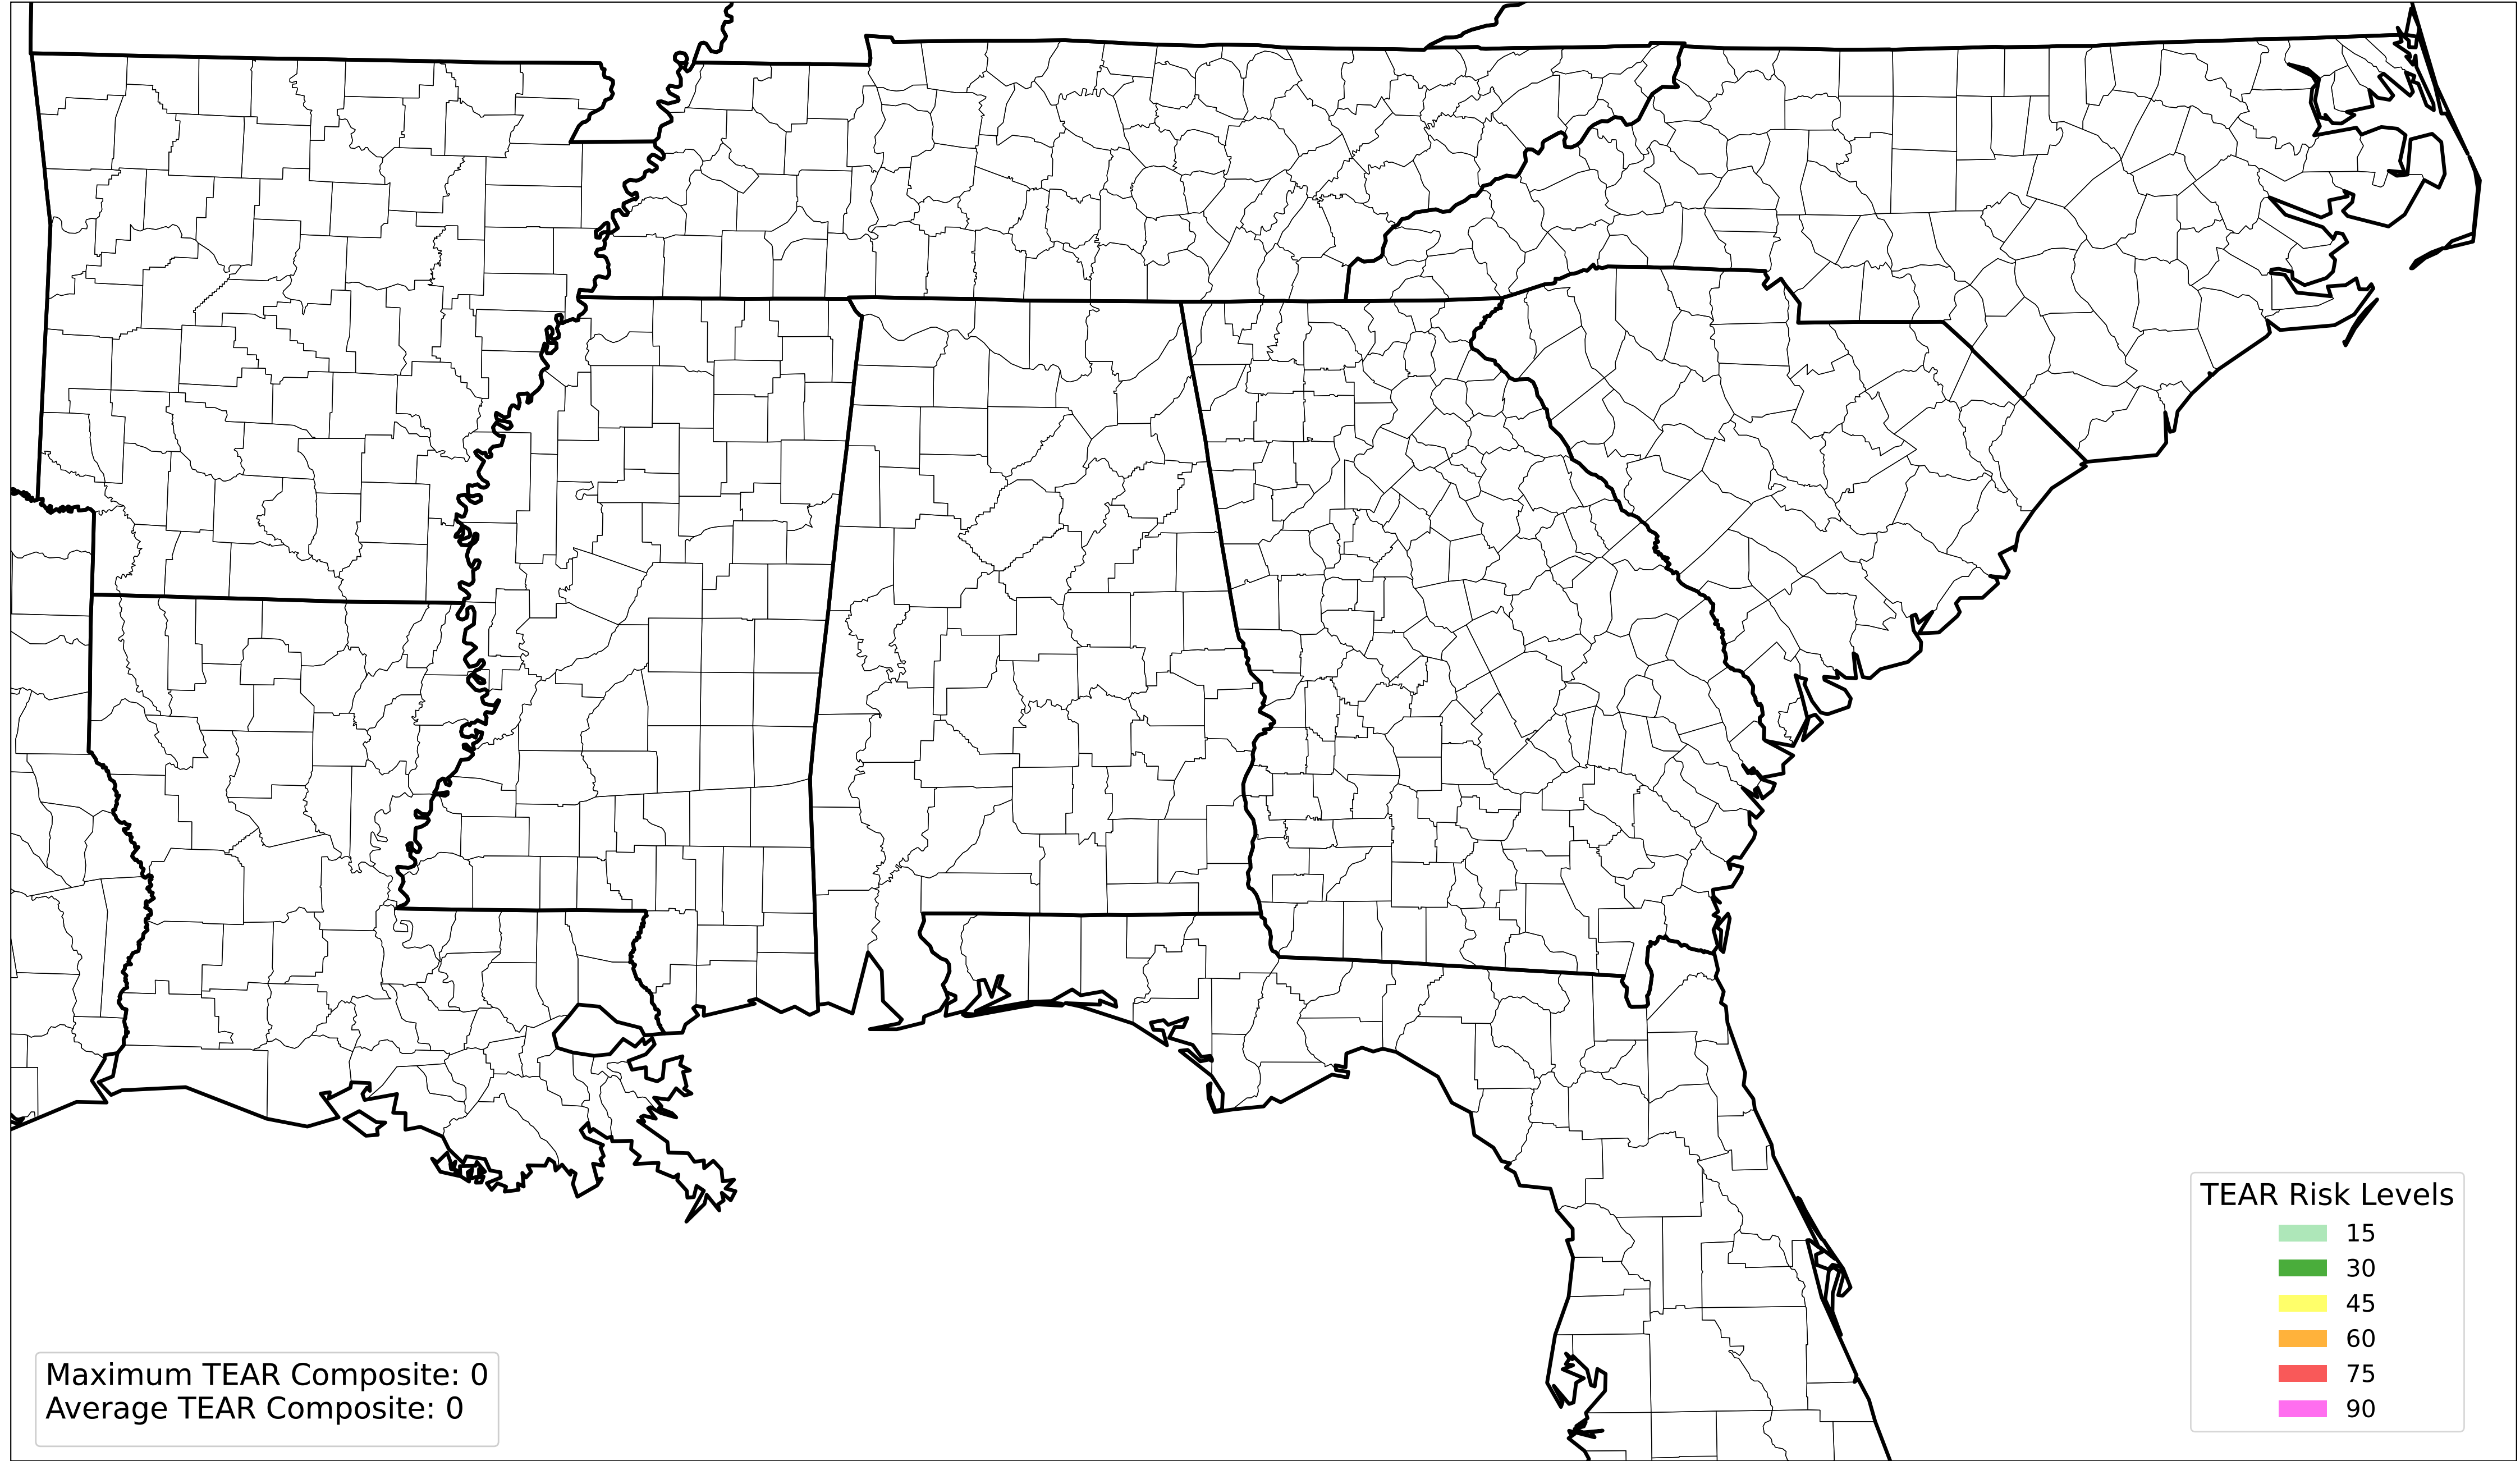 TEAR Risk Levels
15
30
45
60
75
90
Maximum TEAR Composite: 0
Average TEAR Composite: 0